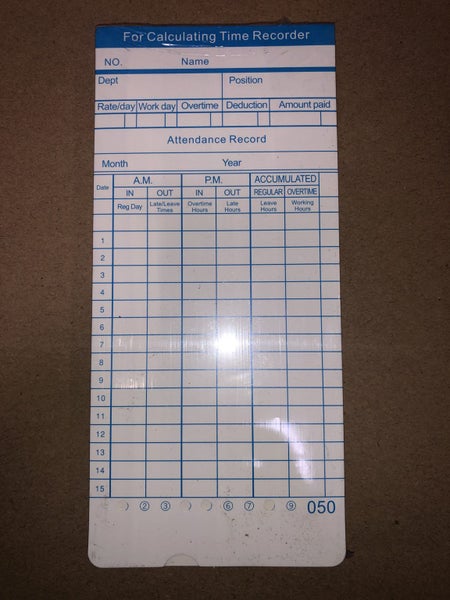 For Calculating Time Recorder
NO. Name
Dept Position
Rate/day Work day Overtime Deduction Amount paid
Attendance Record
Month Year
Date A.M. P.M. ACCUMULATED
IN OUT IN OUT REGULAR OVERTIME
Reg Day Late/Leave Times Overtime Hours Late Hours Leave Hours Working Hours
1
2
3
4
5
6
7
8
9
10
11
12
13
14
15
② ③ ⑥ ⑦ ⑨ 050